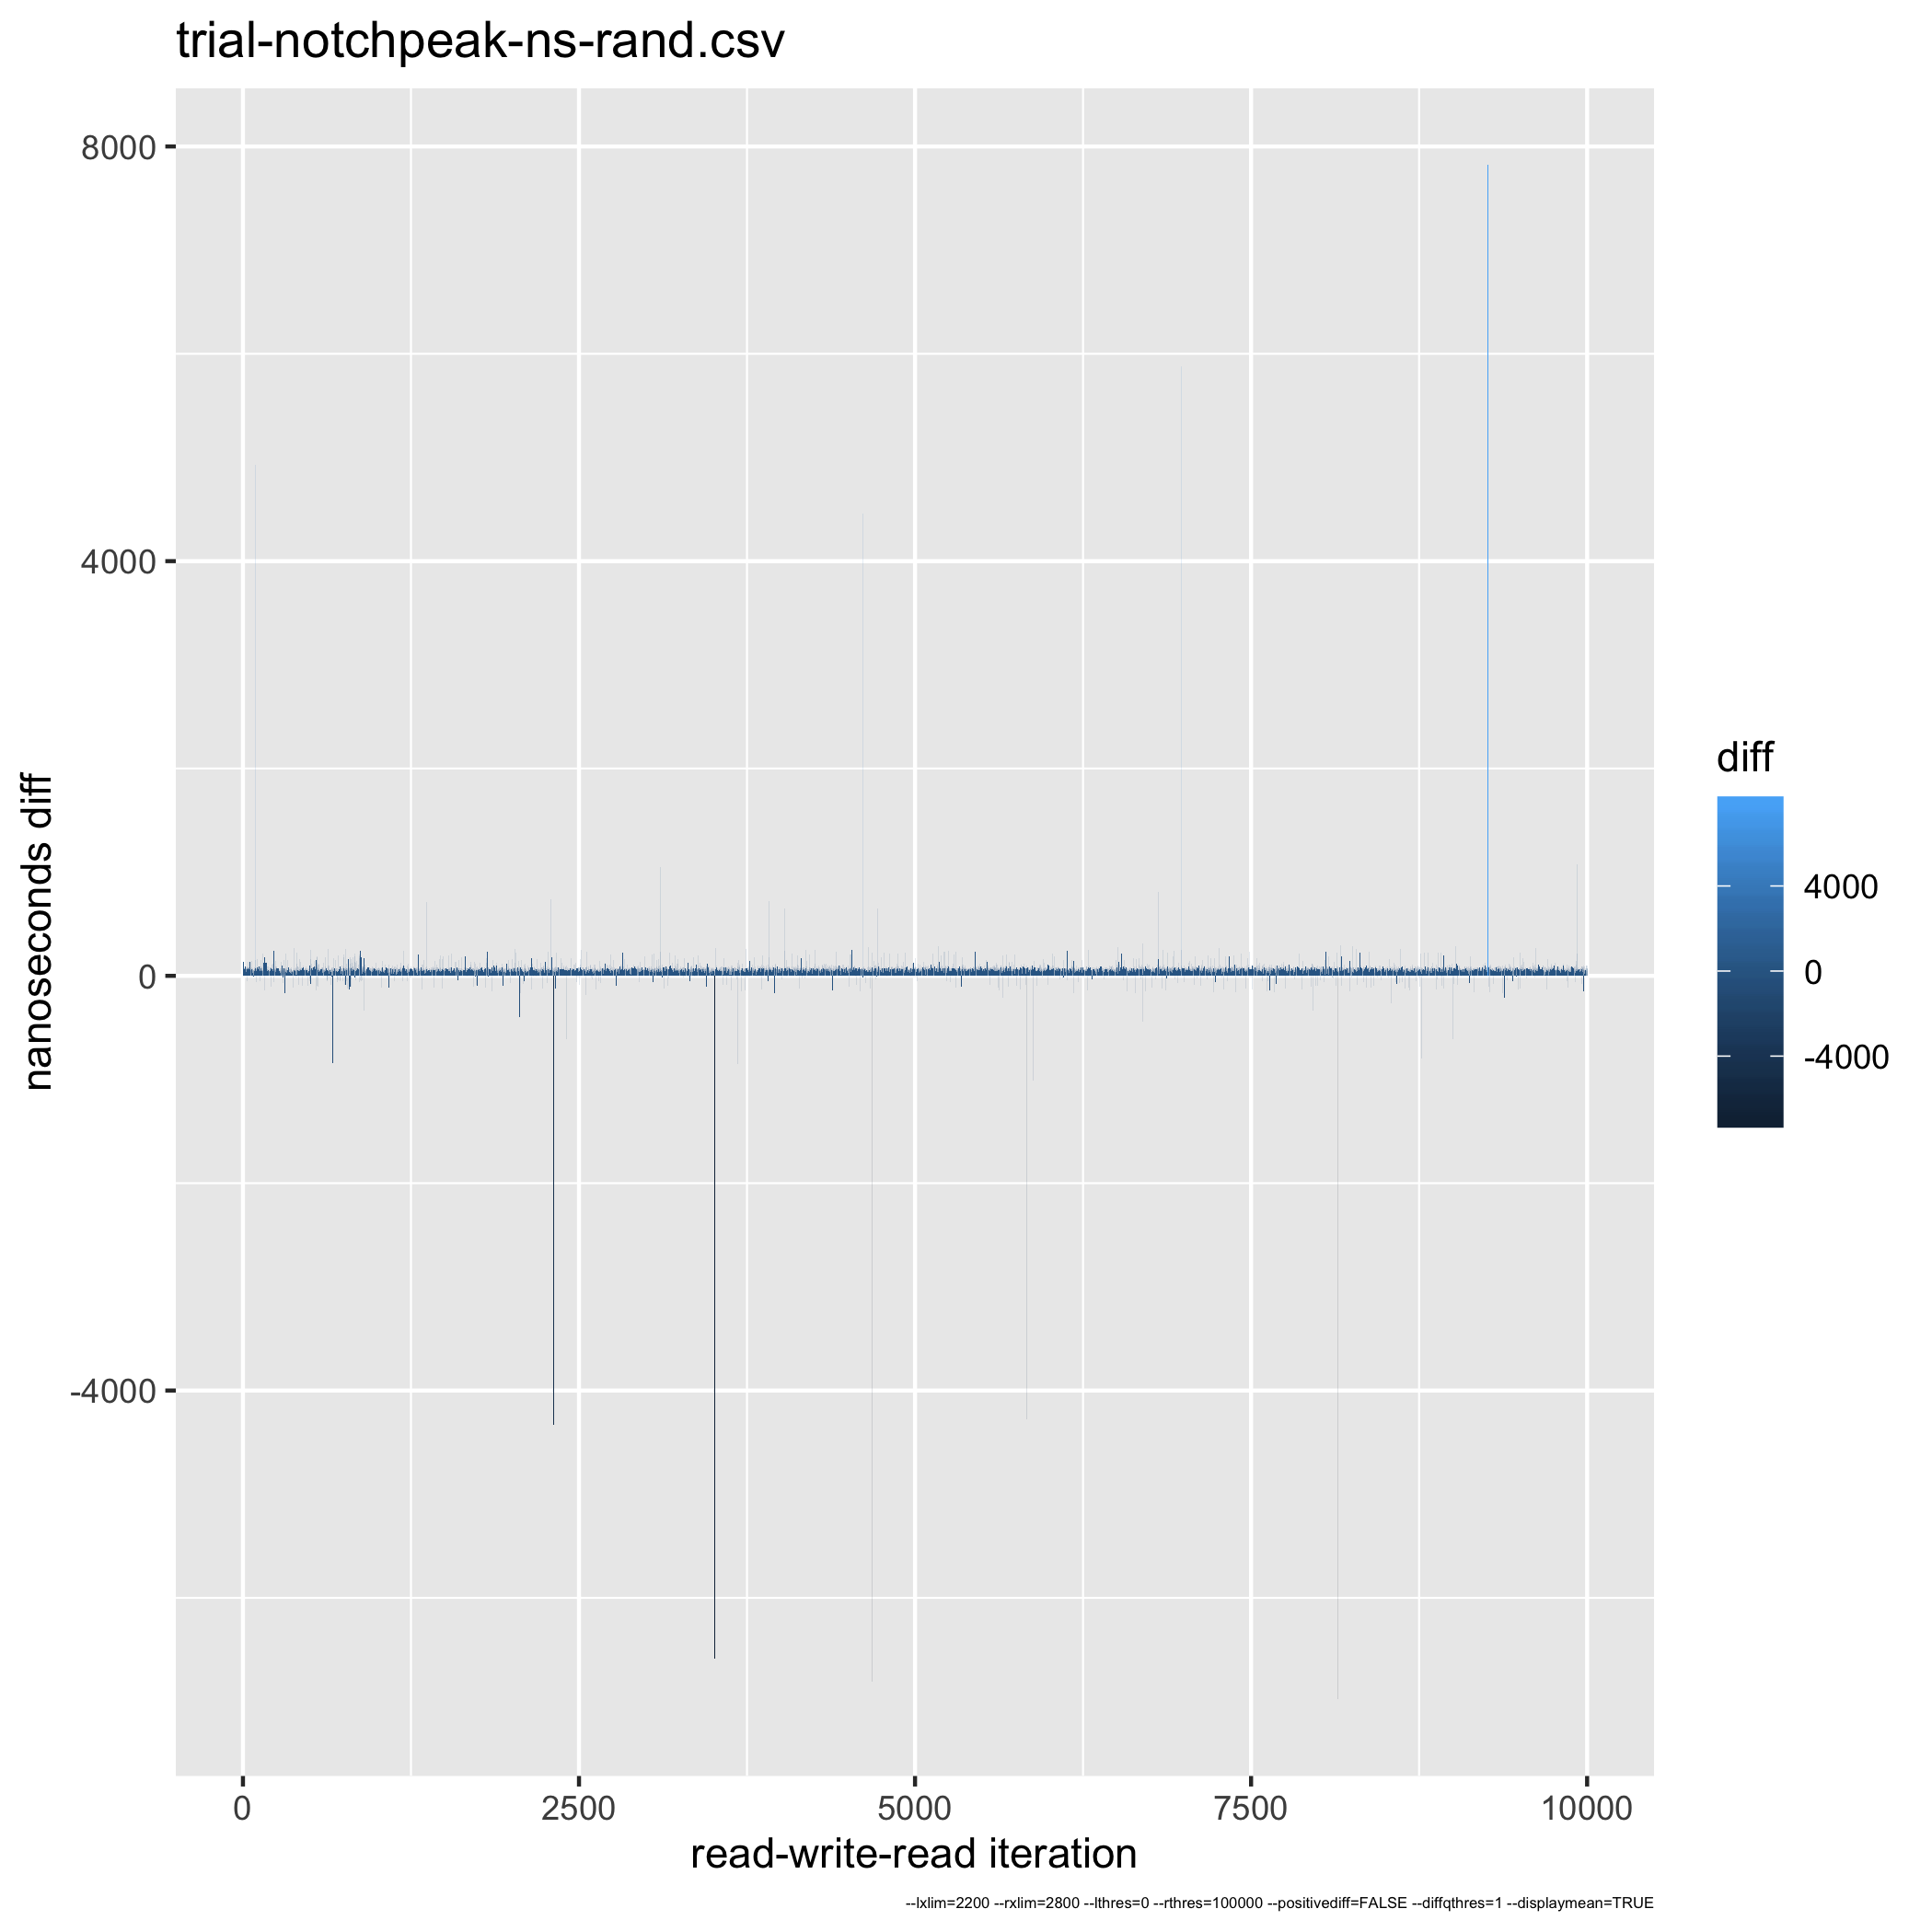 trial-notchpeak-ns-rand.csv
8000
4000
0
-4000
nanoseconds diff
0 2500 5000 7500 10000
read-write-read iteration
diff
4000
0
-4000
--lxlim=2200 --rxlim=2800 --lthres=0 --rthres=100000 --positivediff=FALSE --diffqthres=1 --displaymean=TRUE